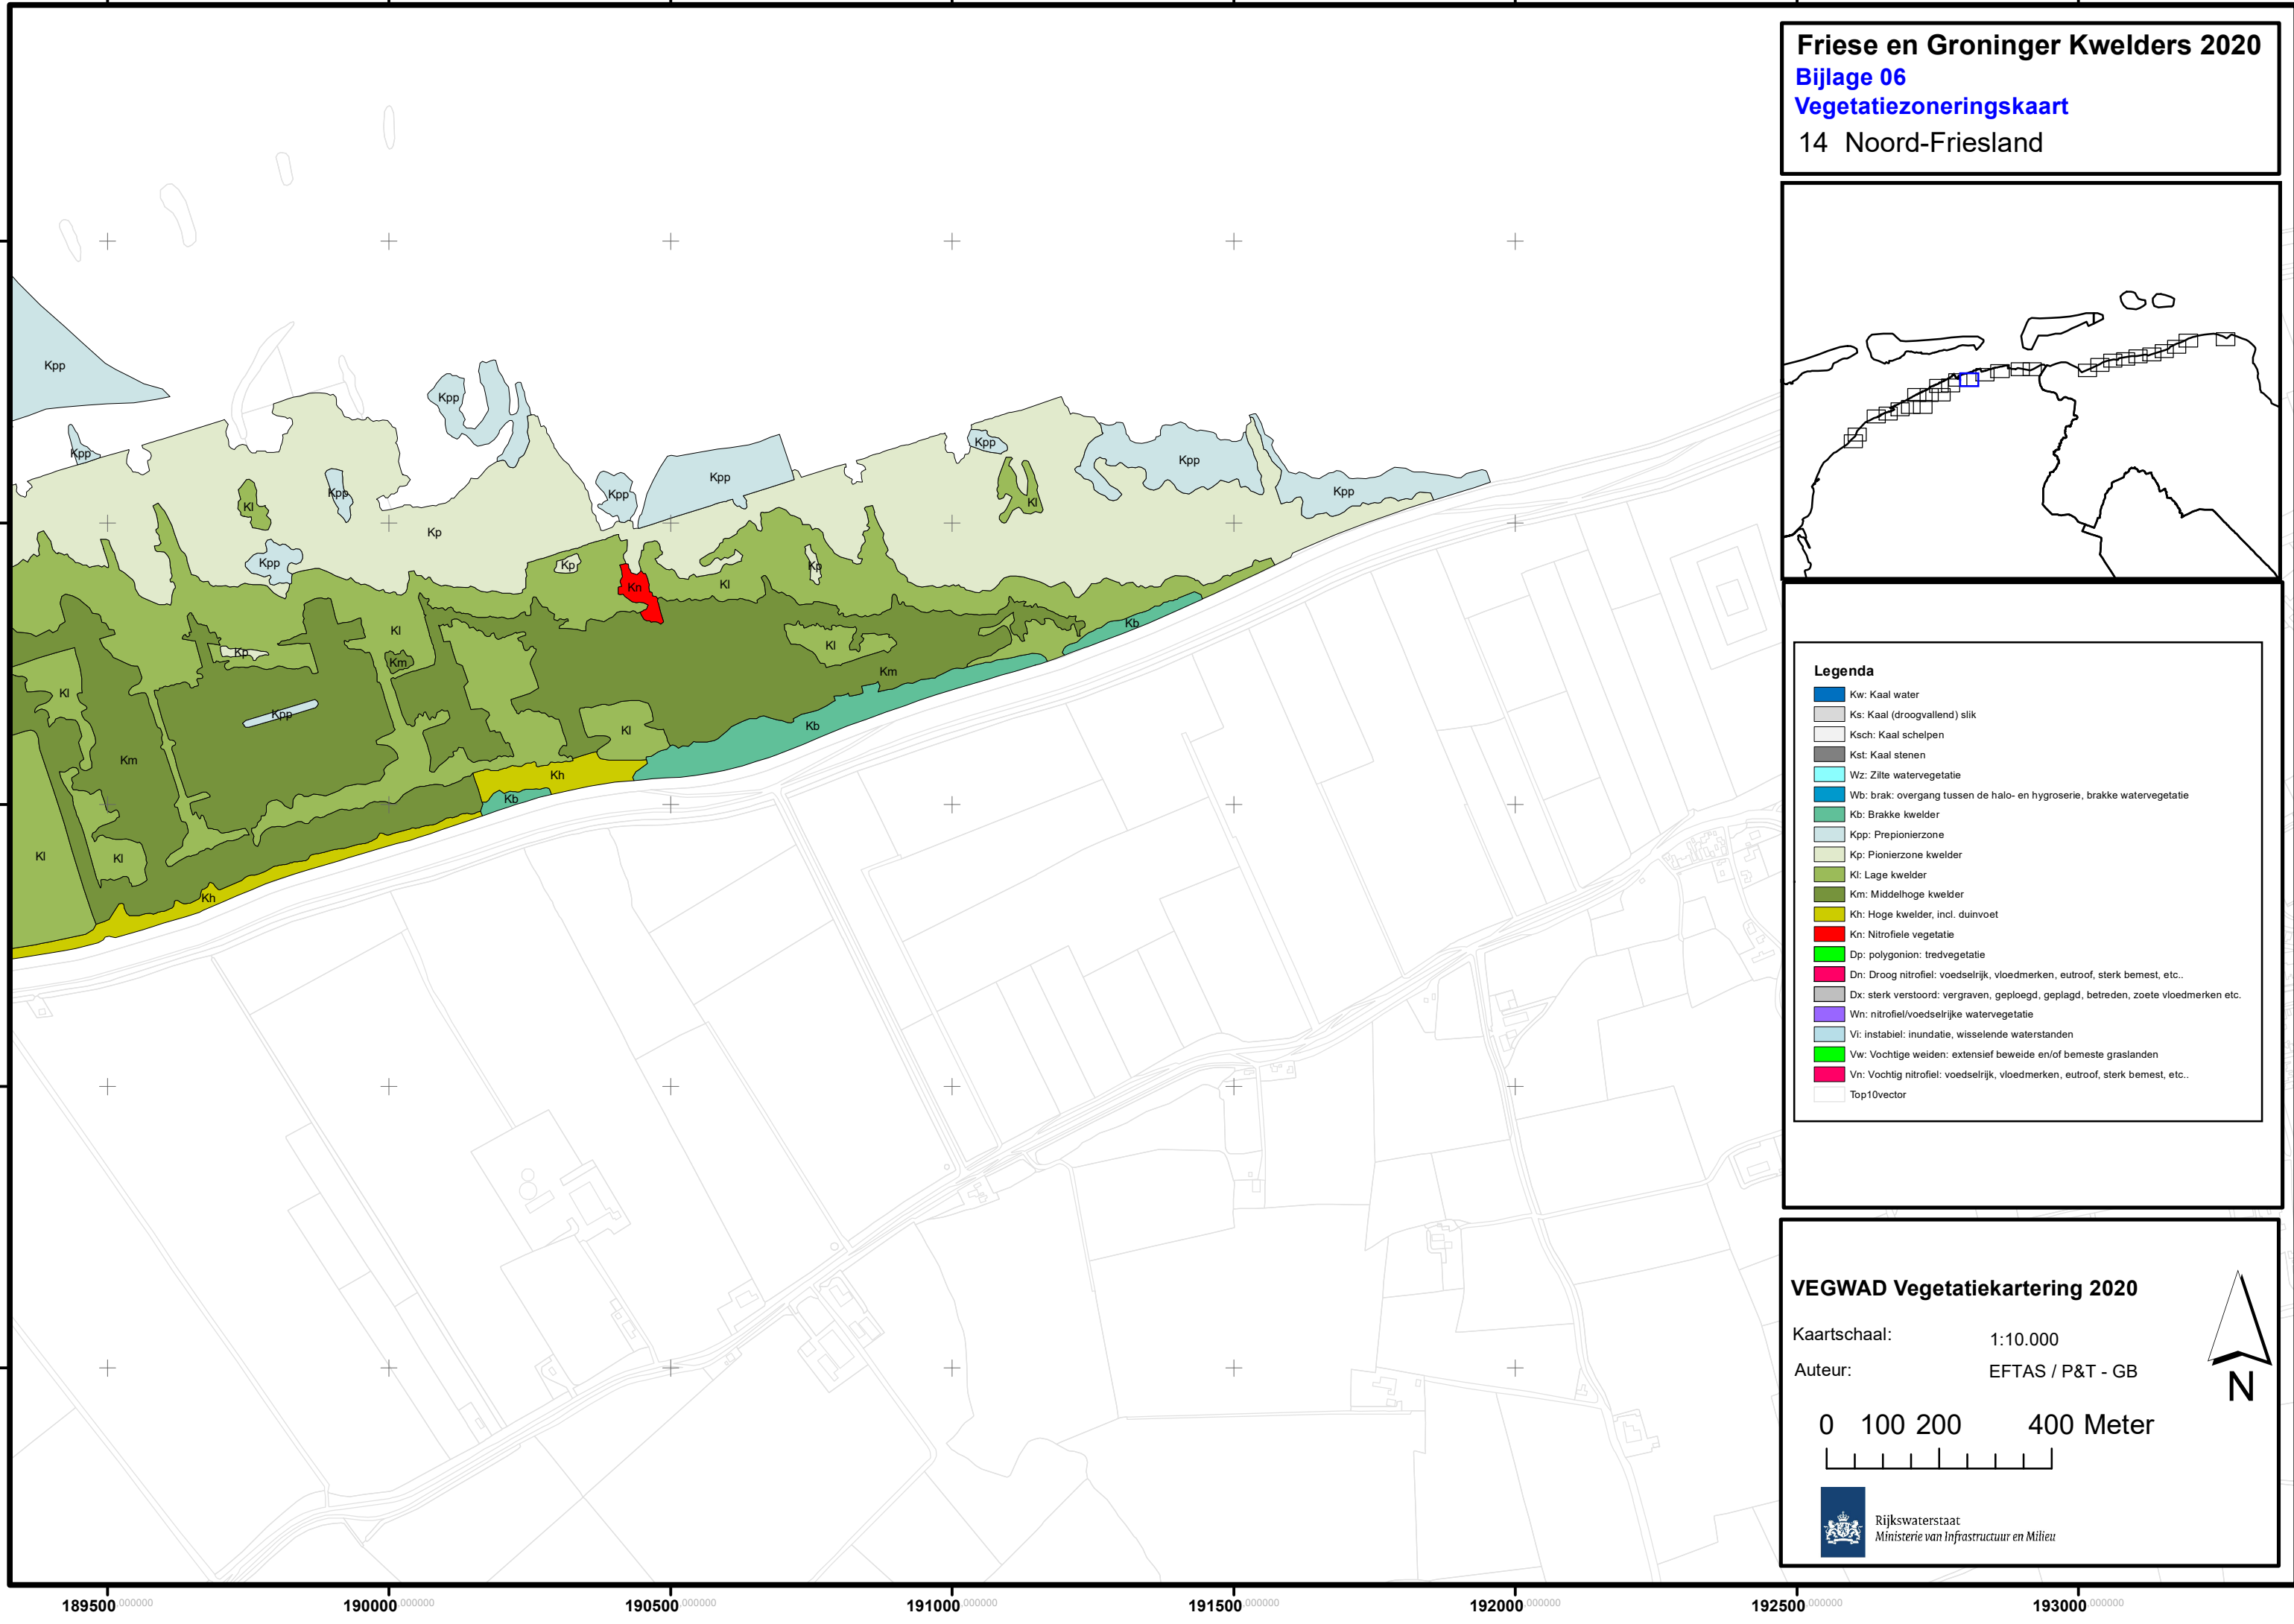 Friese en Groninger Kwelders 2020
Bijlage 06
Vegetatiezoneringskaart
14 Noord-Friesland
Kpp
Kpp
Kpp
Kpp
Kpp
Kpp
Kpp
Kpp
Kpp
Kl
Kl
Kp
Kpp
Kp
Kp
Kn
Kl
Kb
Kl
Kl
Kp
Km
Km
Kl
Kpp
Kb
Kl
Km
Kh
Kb
Kl
Kl
Kh
Legenda
Kw: Kaal water
Ks: Kaal (droogvallend) slik
Ksch: Kaal schelpen
Kst: Kaal stenen
Wz: Zilte watervegetatie
Wb: brak: overgang tussen de halo- en hygroserie, brakke watervegetatie
Kb: Brakke kwelder
Kpp: Prepionierzone
Kp: Pionierzone kwelder
Kl: Lage kwelder
Km: Middelhoge kwelder
Kh: Hoge kwelder, incl. duinvoet
Kn: Nitrofiele vegetatie
Dp: polygonion: tredvegetatie
Dn: Droog nitrofiel: voedselrijk, vloedmerken, eutroof, sterk bemest, etc..
Dx: sterk verstoord: vergraven, geploegd, geplagd, betreden, zoete vloedmerken etc.
Wn: nitrofiel/voedselrijke watervegetatie
Vi: instabiel: inundatie, wisselende waterstanden
Vw: Vochtige weiden: extensief beweide en/of bemeste graslanden
Vn: Vochtig nitrofiel: voedselrijk, vloedmerken, eutroof, sterk bemest, etc..
Top10vector
VEGWAD Vegetatiekartering 2020
Kaartschaal: 1:10.000
Auteur: EFTAS / P&T - GB
N
0 100 200 400 Meter
Rijkswaterstaat
Ministerie van Infrastructuur en Milieu
189500.000000 190000.000000 190500.000000 191000.000000 191500.000000 192000.000000 192500.000000 193000.000000